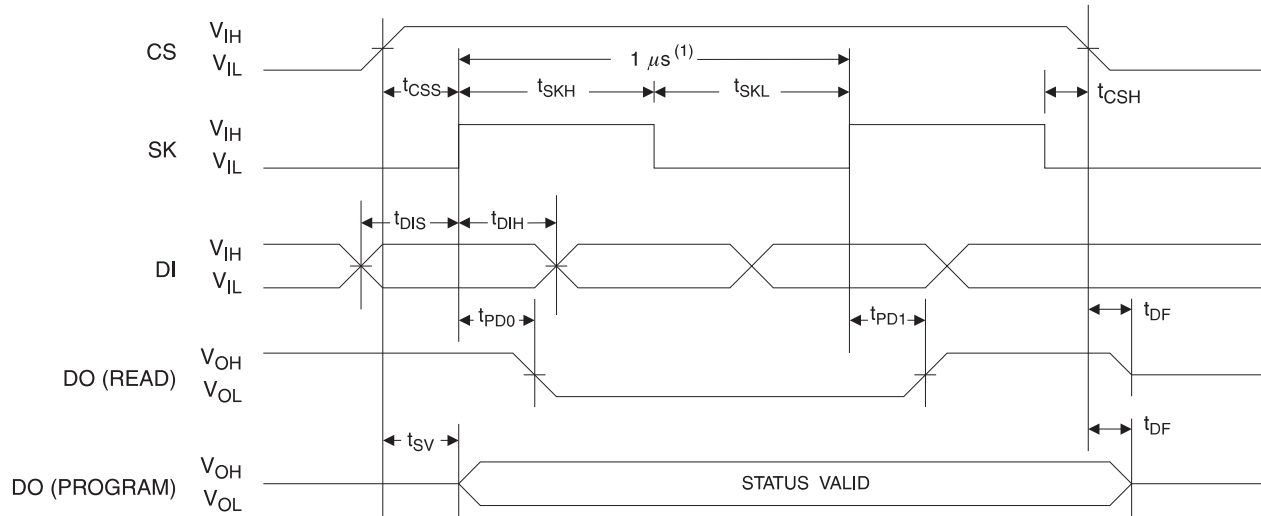 CS
V_IH
V_IL
1 μs (1)
t_CSS
t_SKH
t_SKL
t_CSH
SK
V_IH
V_IL
t_DIS
t_DIH
DI
V_IH
V_IL
t_PD0
t_PD1
t_DF
DO (READ)
V_OH
V_OL
t_SV
t_DF
DO (PROGRAM)
V_OH
V_OL
STATUS VALID